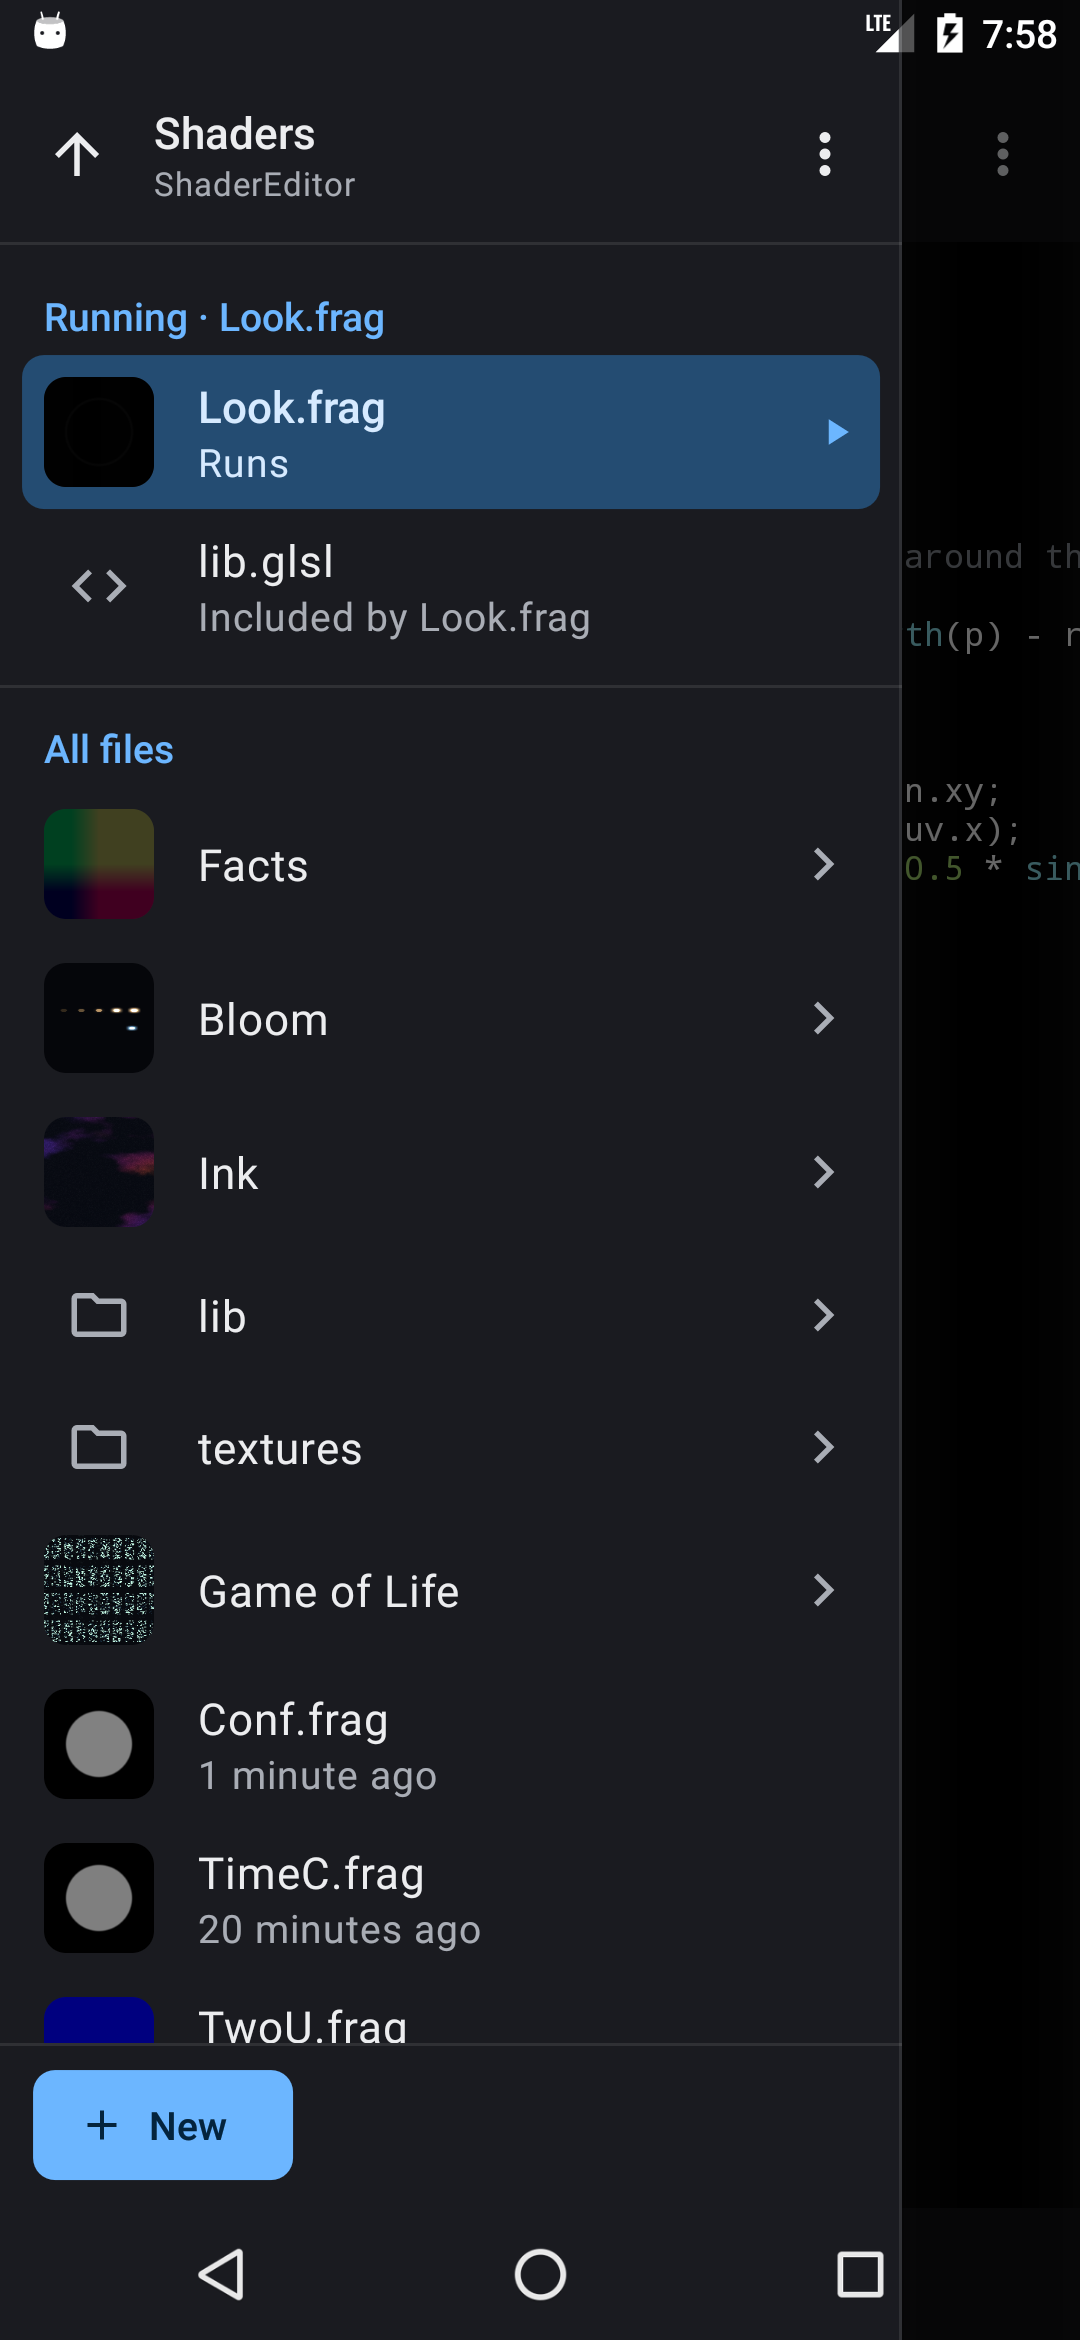 LTE 7:58
Shaders
ShaderEditor
Running · Look.frag
Look.frag
Runs
lib.glsl
Included by Look.frag
around th
th(p) - r
All files
n.xy;
uv.x);
0.5 * sin
Facts
Bloom
Ink
lib
textures
Game of Life
Conf.frag
1 minute ago
TimeC.frag
20 minutes ago
TwoU.frag
+ New